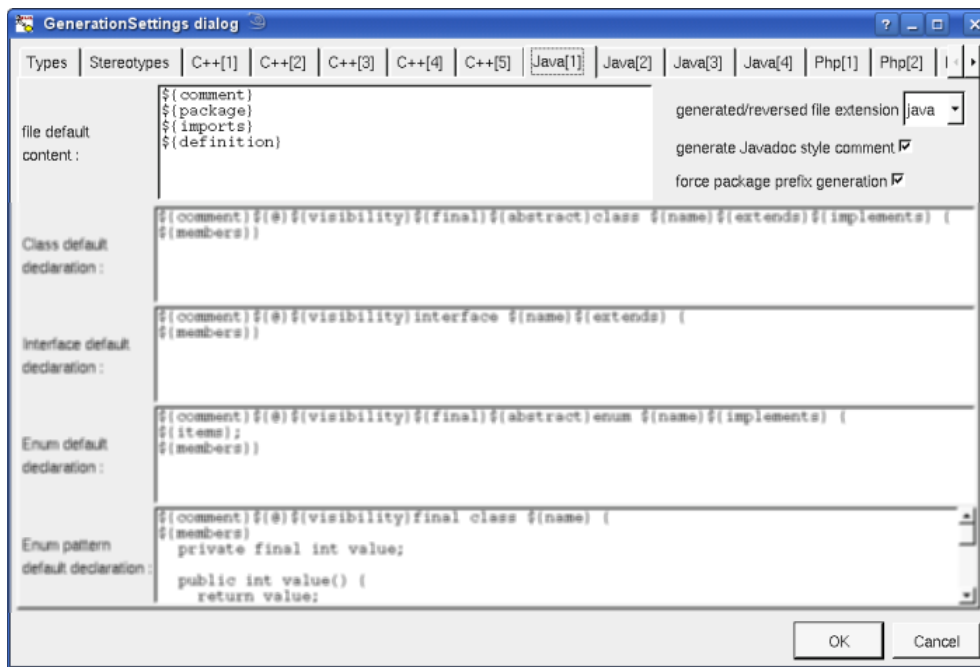 GenerationSettings dialog
Types Stereotypes C++[1] C++[2] C++[3] C++[4] C++[5] Java[1] Java[2] Java[3] Java[4] Php[1] Php[2]
file default
content :
${comment}
${package}
${imports}
${definition}
generated/reversed file extension java
generate Javadoc style comment
force package prefix generation
Class default
declaration :
${comment}${@}${visibility}${final}${abstract}class ${name}${extends}${implements} {
${members}}
Interface default
declaration :
${comment}${@}${visibility}interface ${name}${extends} {
${members}}
Enum default
declaration :
${comment}${@}${visibility}${final}${abstract}enum ${name}${implements} {
${items};
${members}}
Enum pattern
default declaration :
${comment}${@}${visibility}final class ${name} {
${members}
private final int value;
public int value() {
return value;
OK Cancel